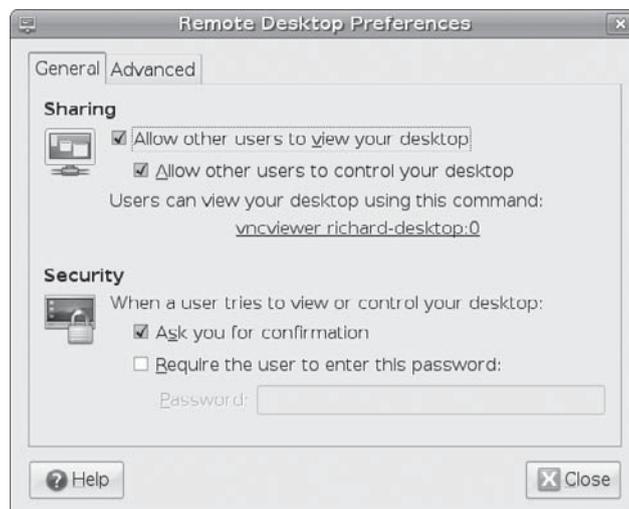 Remote Desktop Preferences
General Advanced
Sharing
Allow other users to view your desktop
Allow other users to control your desktop
Users can view your desktop using this command:
vncviewer richard-desktop:0
Security
When a user tries to view or control your desktop:
Ask you for confirmation
Require the user to enter this password:
Password:
Help Close